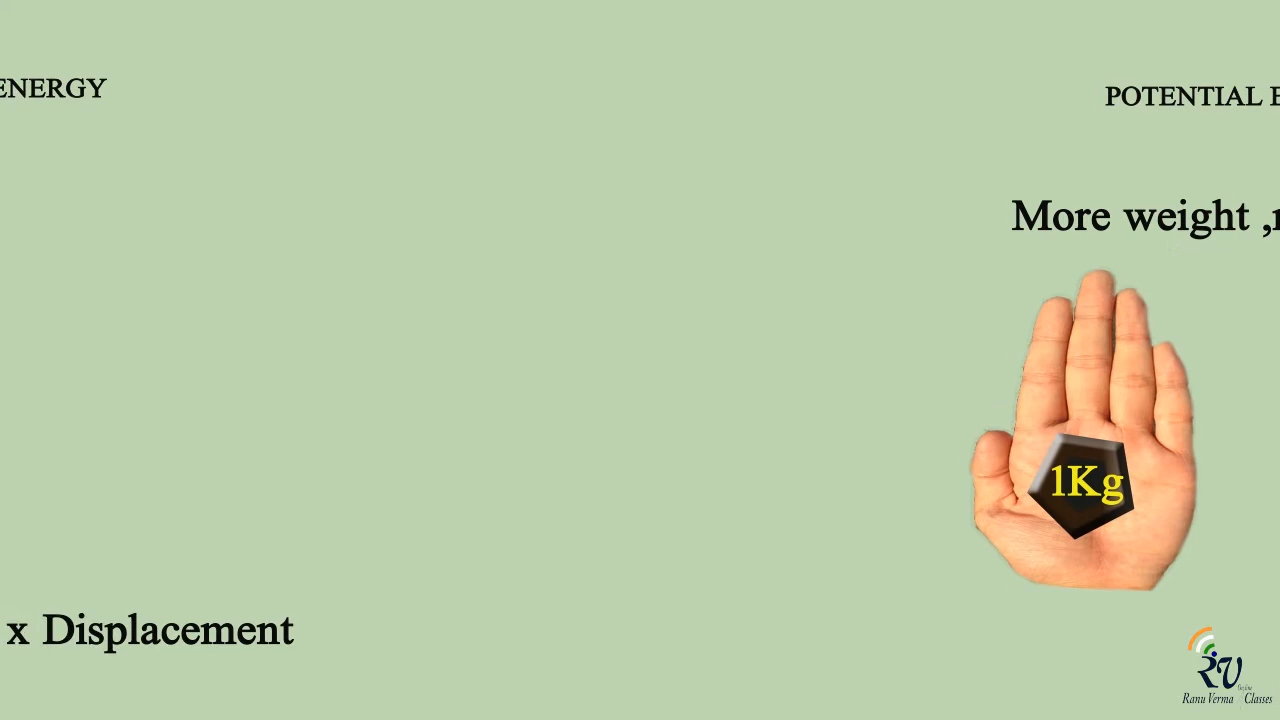 ENERGY
POTENTIAL E
More weight ,
1Kg
x Displacement
Ranu Verma Classes